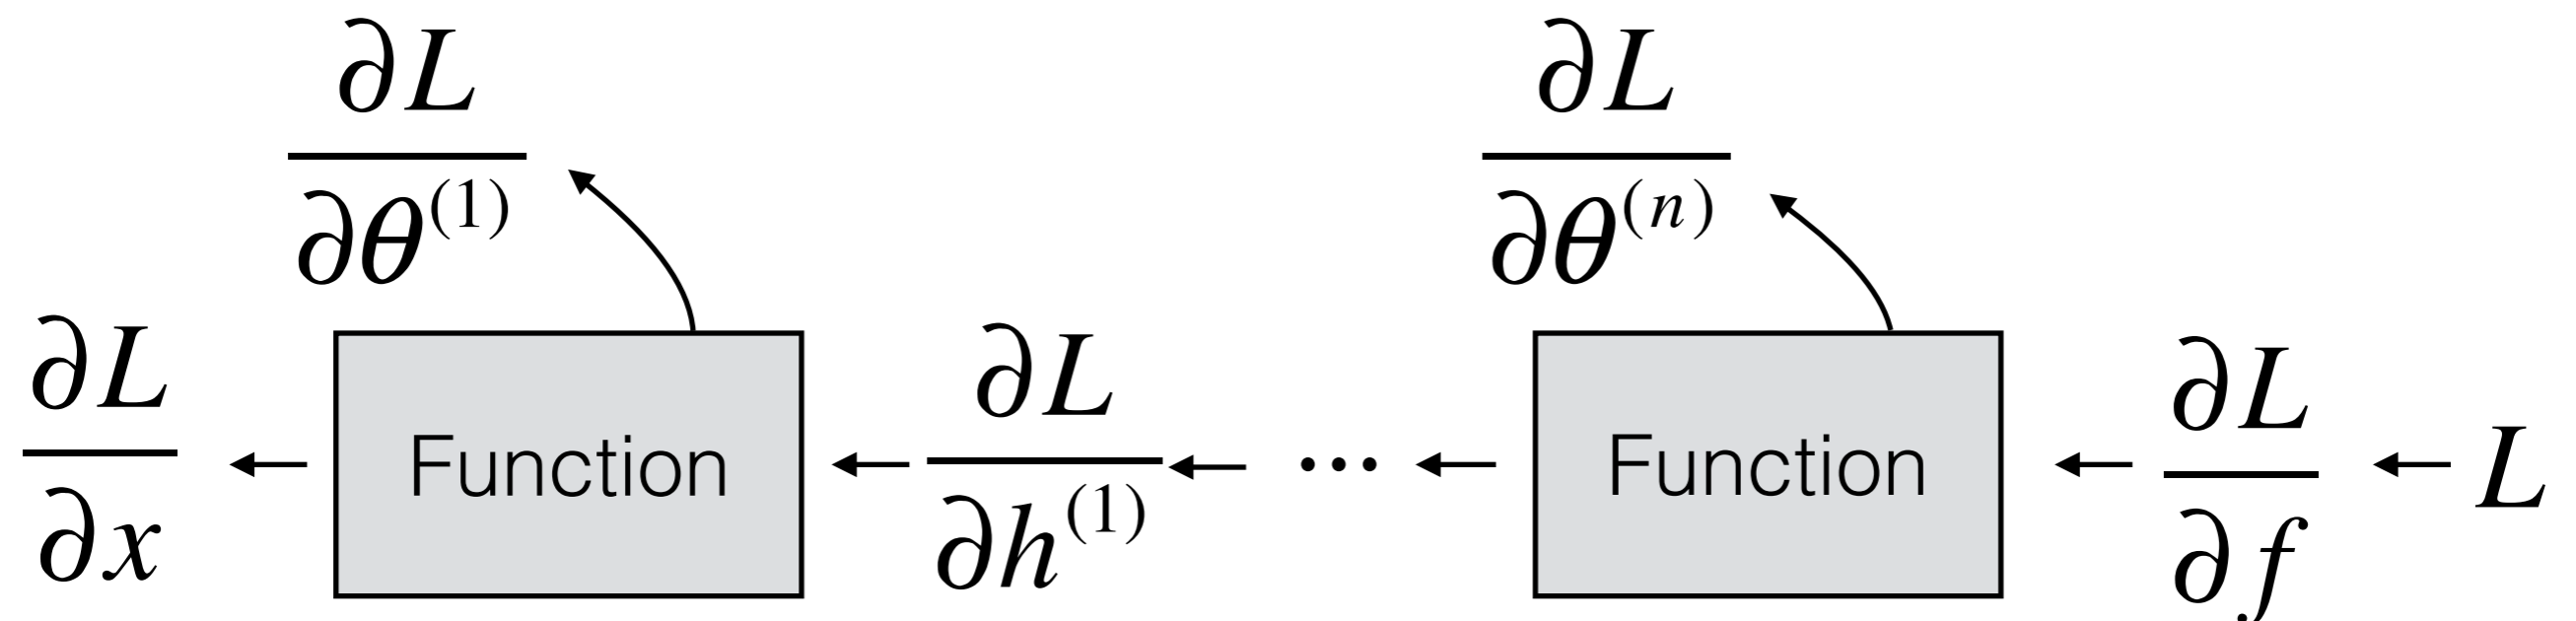 ∂L/∂θ⁽¹⁾ ∂L/∂θ⁽ⁿ⁾
∂L/∂x ← Function ← ∂L/∂h⁽¹⁾ ← ••• ← Function ← ∂L/∂f ← L